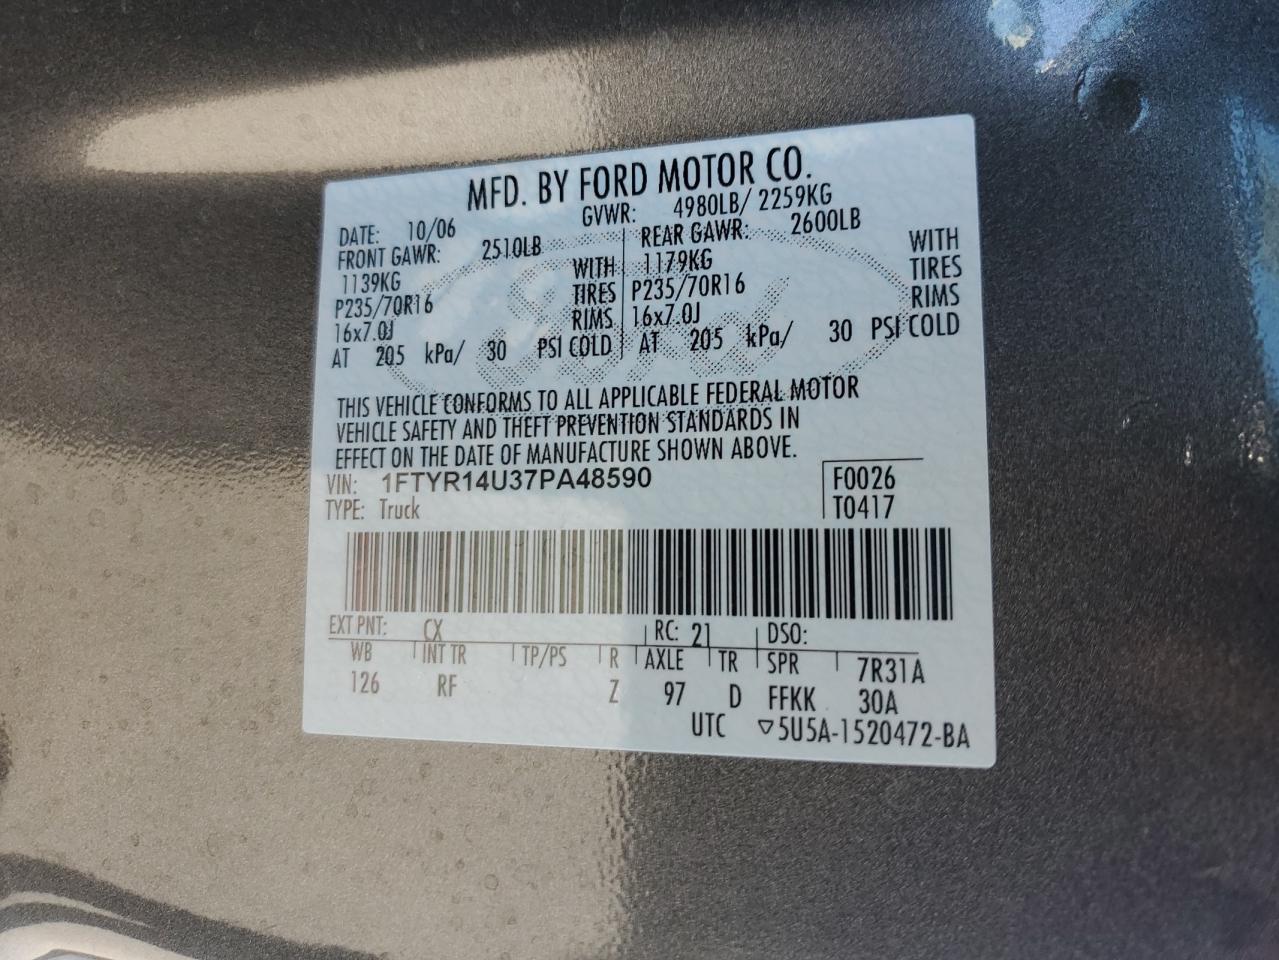 MFD. BY FORD MOTOR CO.
DATE: 10/06 GVWR: 4980LB/ 2259KG
FRONT GAWR: 2510LB REAR GAWR: 2600LB
1139KG WITH 1179KG WITH
P235/70R16 TIRES P235/70R16 TIRES
16x7.0J RIMS 16x7.0J RIMS
AT 205 kPa/ 30 PSI COLD AT 205 kPa/ 30 PSI COLD
THIS VEHICLE CONFORMS TO ALL APPLICABLE FEDERAL MOTOR
VEHICLE SAFETY AND THEFT PREVENTION STANDARDS IN
EFFECT ON THE DATE OF MANUFACTURE SHOWN ABOVE.
VIN: 1FTYR14U37PA48590 F0026
TYPE: Truck T0417
EXT PNT: CX RC: 21 DSO:
WB INT TR TP/PS R AXLE TR SPR 7R31A
126 RF Z 97 D FFKK 30A
UTC ▽5U5A-1520472-BA